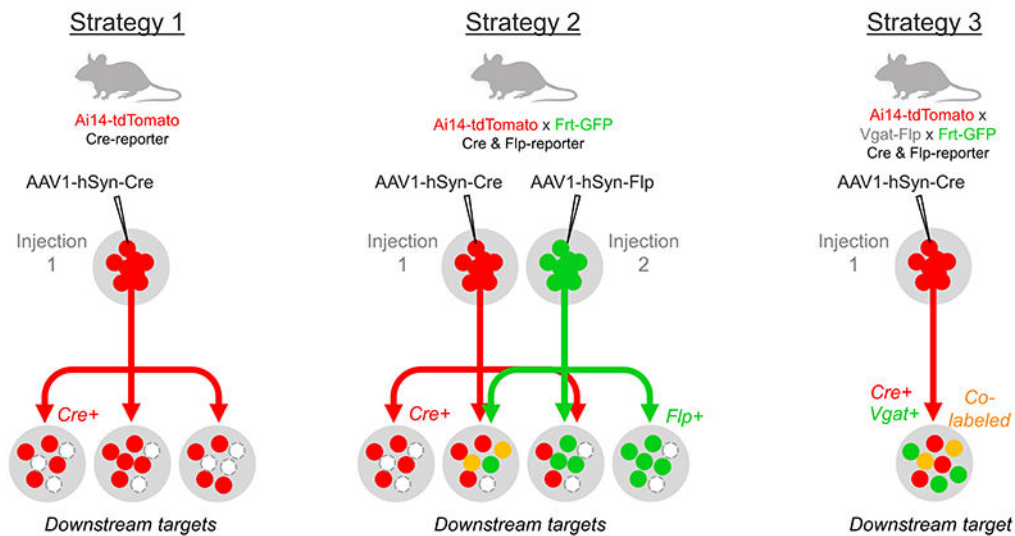 Strategy 1
Ai14-tdTomato
Cre-reporter
AAV1-hSyn-Cre
Injection
1
Cre+
Downstream targets
Strategy 2
Ai14-tdTomato x Frt-GFP
Cre & Flp-reporter
AAV1-hSyn-Cre
AAV1-hSyn-Flp
Injection
1
Injection
2
Cre+
Flp+
Downstream targets
Strategy 3
Ai14-tdTomato x
Vgat-Flp x Frt-GFP
Cre & Flp-reporter
AAV1-hSyn-Cre
Injection
1
Cre+
Vgat+
Co-
labeled
Downstream target